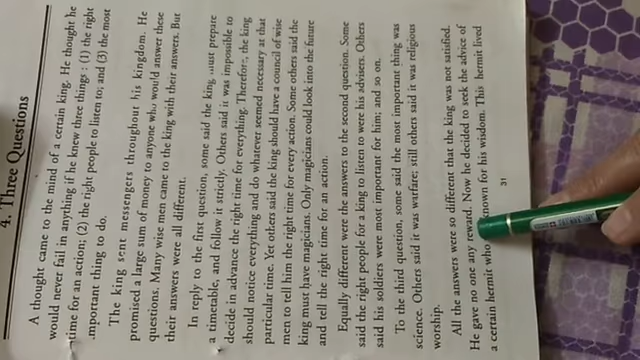 4. Three Questions
A thought came to the mind of a certain king. He thought he
would never fail in anything if he knew three things : (1) the right
time for an action; (2) the right people to listen to; and (3) the most
important thing to do.
The king sent messengers throughout his kingdom. He
promised a large sum of money to anyone who would answer these
questions. Many wise men came to the king with their answers. But
their answers were all different.
In reply to the first question, some said the king must prepare
a timetable, and follow it strictly. Others said it was impossible to
decide in advance the right time for everything. Therefore, the king
should notice everything and do whatever seemed necessary at that
particular time. Yet others said the king should have a council of wise
men to tell him the right time for every action. Some others said the
king must have magicians. Only magicians could look into the future
and tell the right time for an action.
Equally different were the answers to the second question. Some
said the right people for a king to listen to were his advisers. Others
said his soldiers were most important for him; and so on.
To the third question, some said the most important thing was
science. Others said it was warfare; still others said it was religious
worship.
All the answers were so different that the king was not satisfied.
He gave no one any reward. Now he decided to seek the advice of
a certain hermit who known for his wisdom. This hermit lived
31